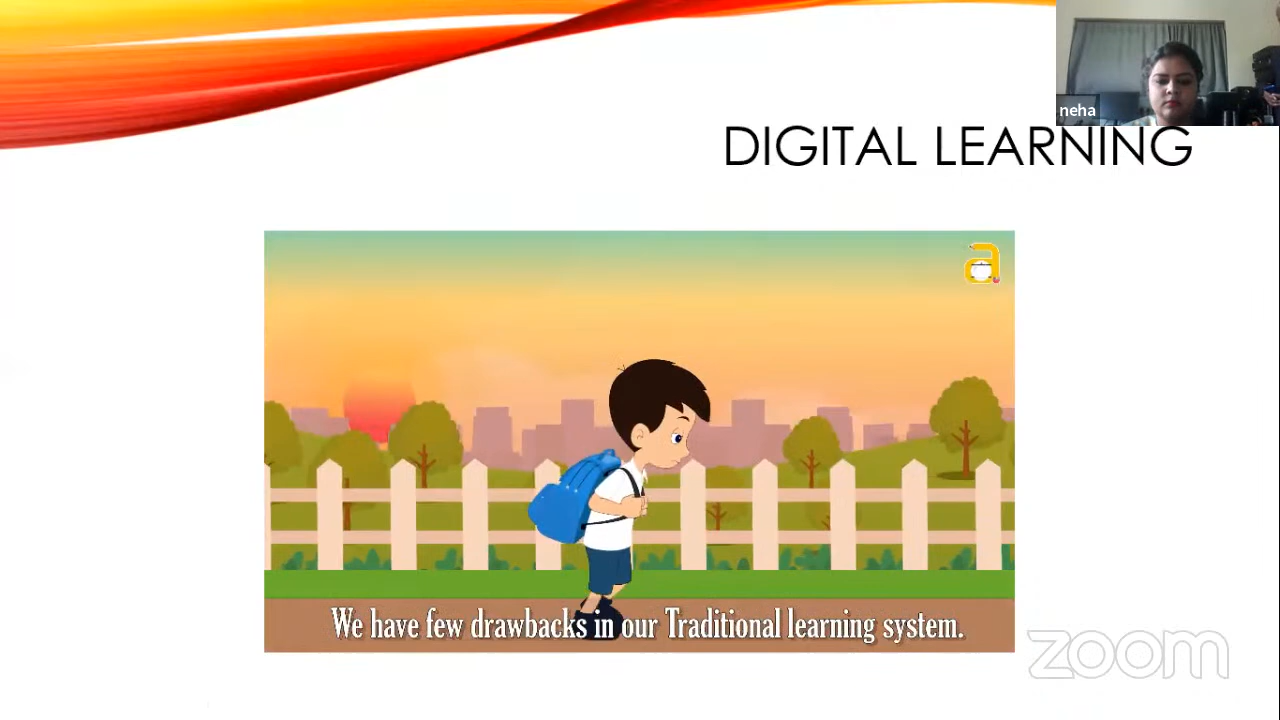 neha
DIGITAL LEARNING
a
We have few drawbacks in our Traditional learning system.
zoom